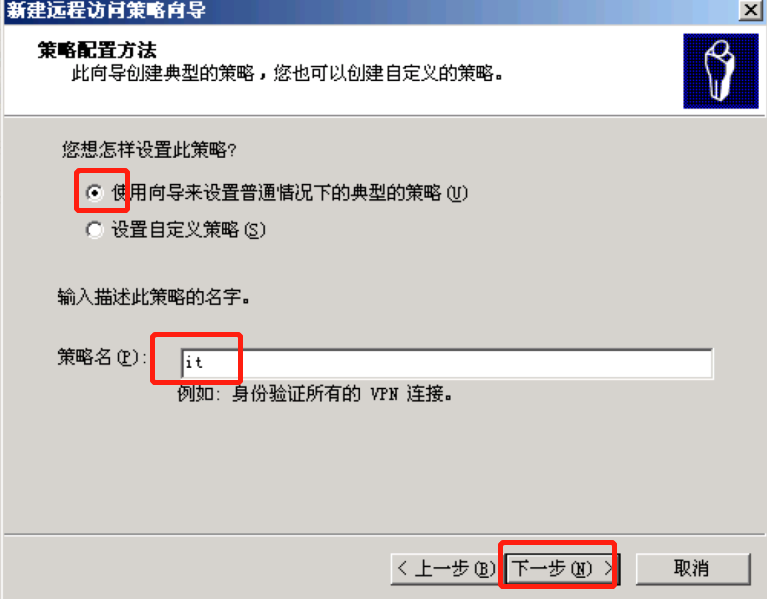 新建远程访问策略向导
策略配置方法
此向导创建典型的策略，您也可以创建自定义的策略。
您想怎样设置此策略?
使用向导来设置普通情况下的典型的策略(U)
设置自定义策略(S)
输入描述此策略的名字。
策略名(P):
it
例如: 身份验证所有的 VPN 连接。
< 上一步(B) 下一步(N) > 取消